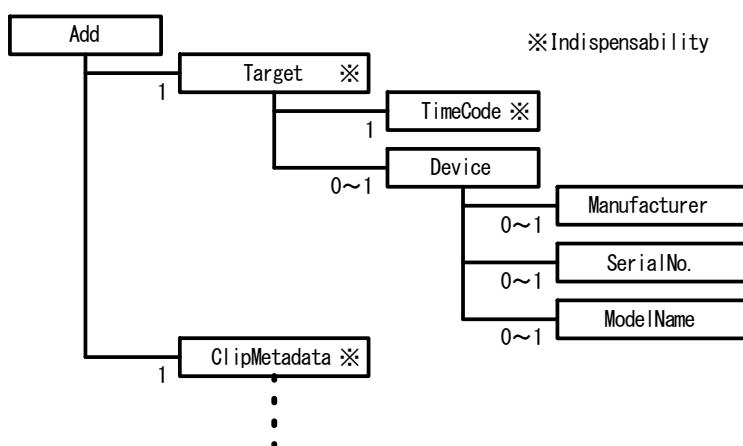 Add
※Indispensability
Target ※
1
TimeCode ※
1
Device
0～1
Manufacturer
0～1
SerialNo.
0～1
ModelName
0～1
ClipMetadata ※
1